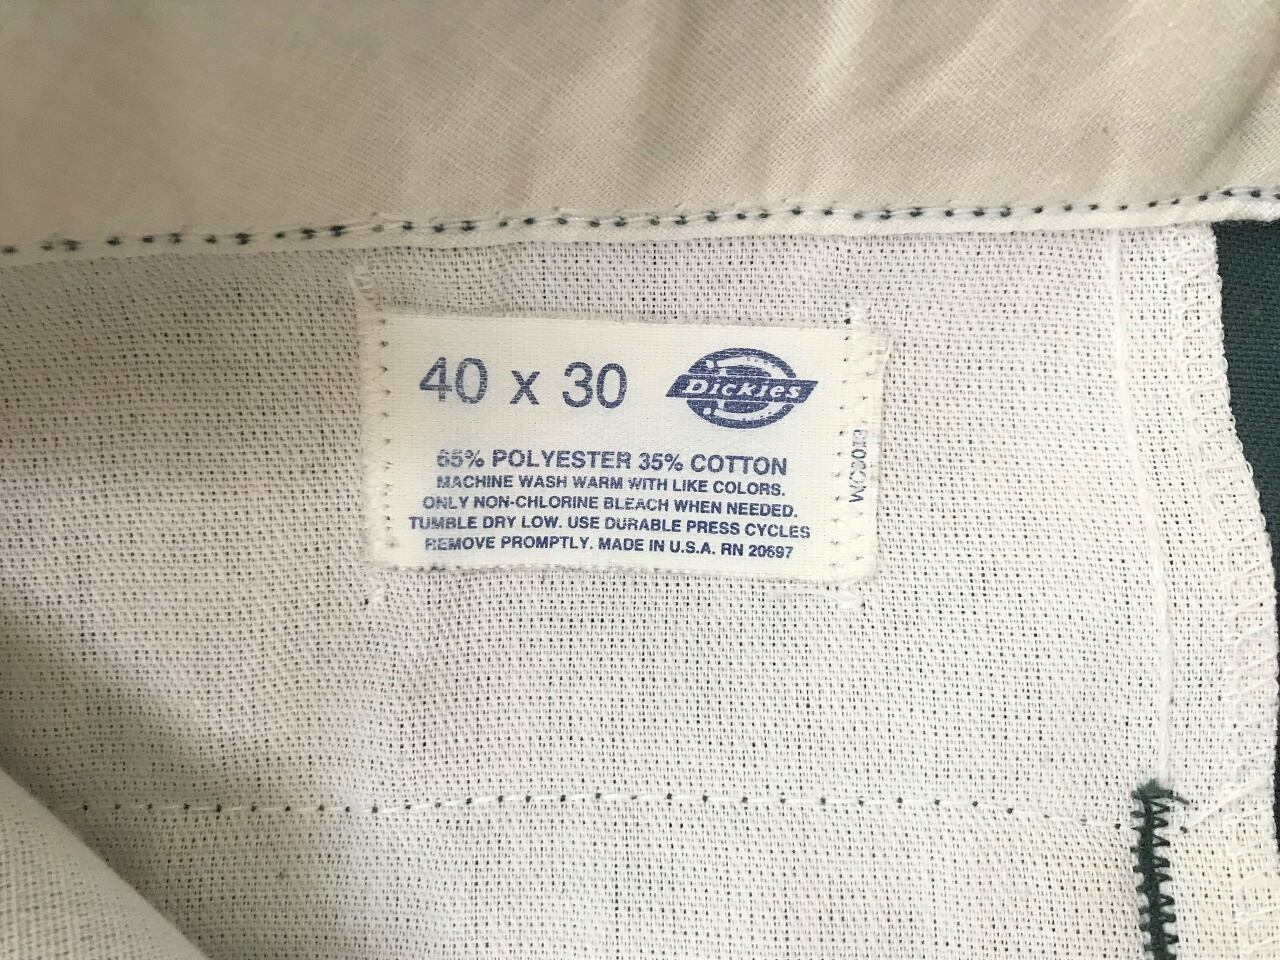 40 x 30
Dickies
65% POLYESTER 35% COTTON
MACHINE WASH WARM WITH LIKE COLORS.
ONLY NON-CHLORINE BLEACH WHEN NEEDED.
TUMBLE DRY LOW. USE DURABLE PRESS CYCLES
REMOVE PROMPTLY. MADE IN U.S.A. RN 20697